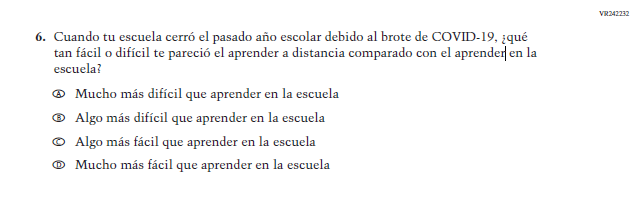 VR242232
6. Cuando tu escuela cerró el pasado año escolar debido al brote de COVID-19, ¿qué
tan fácil o difícil te pareció el aprender a distancia comparado con el aprender en la
escuela?
A Mucho más difícil que aprender en la escuela
B Algo más difícil que aprender en la escuela
C Algo más fácil que aprender en la escuela
D Mucho más fácil que aprender en la escuela